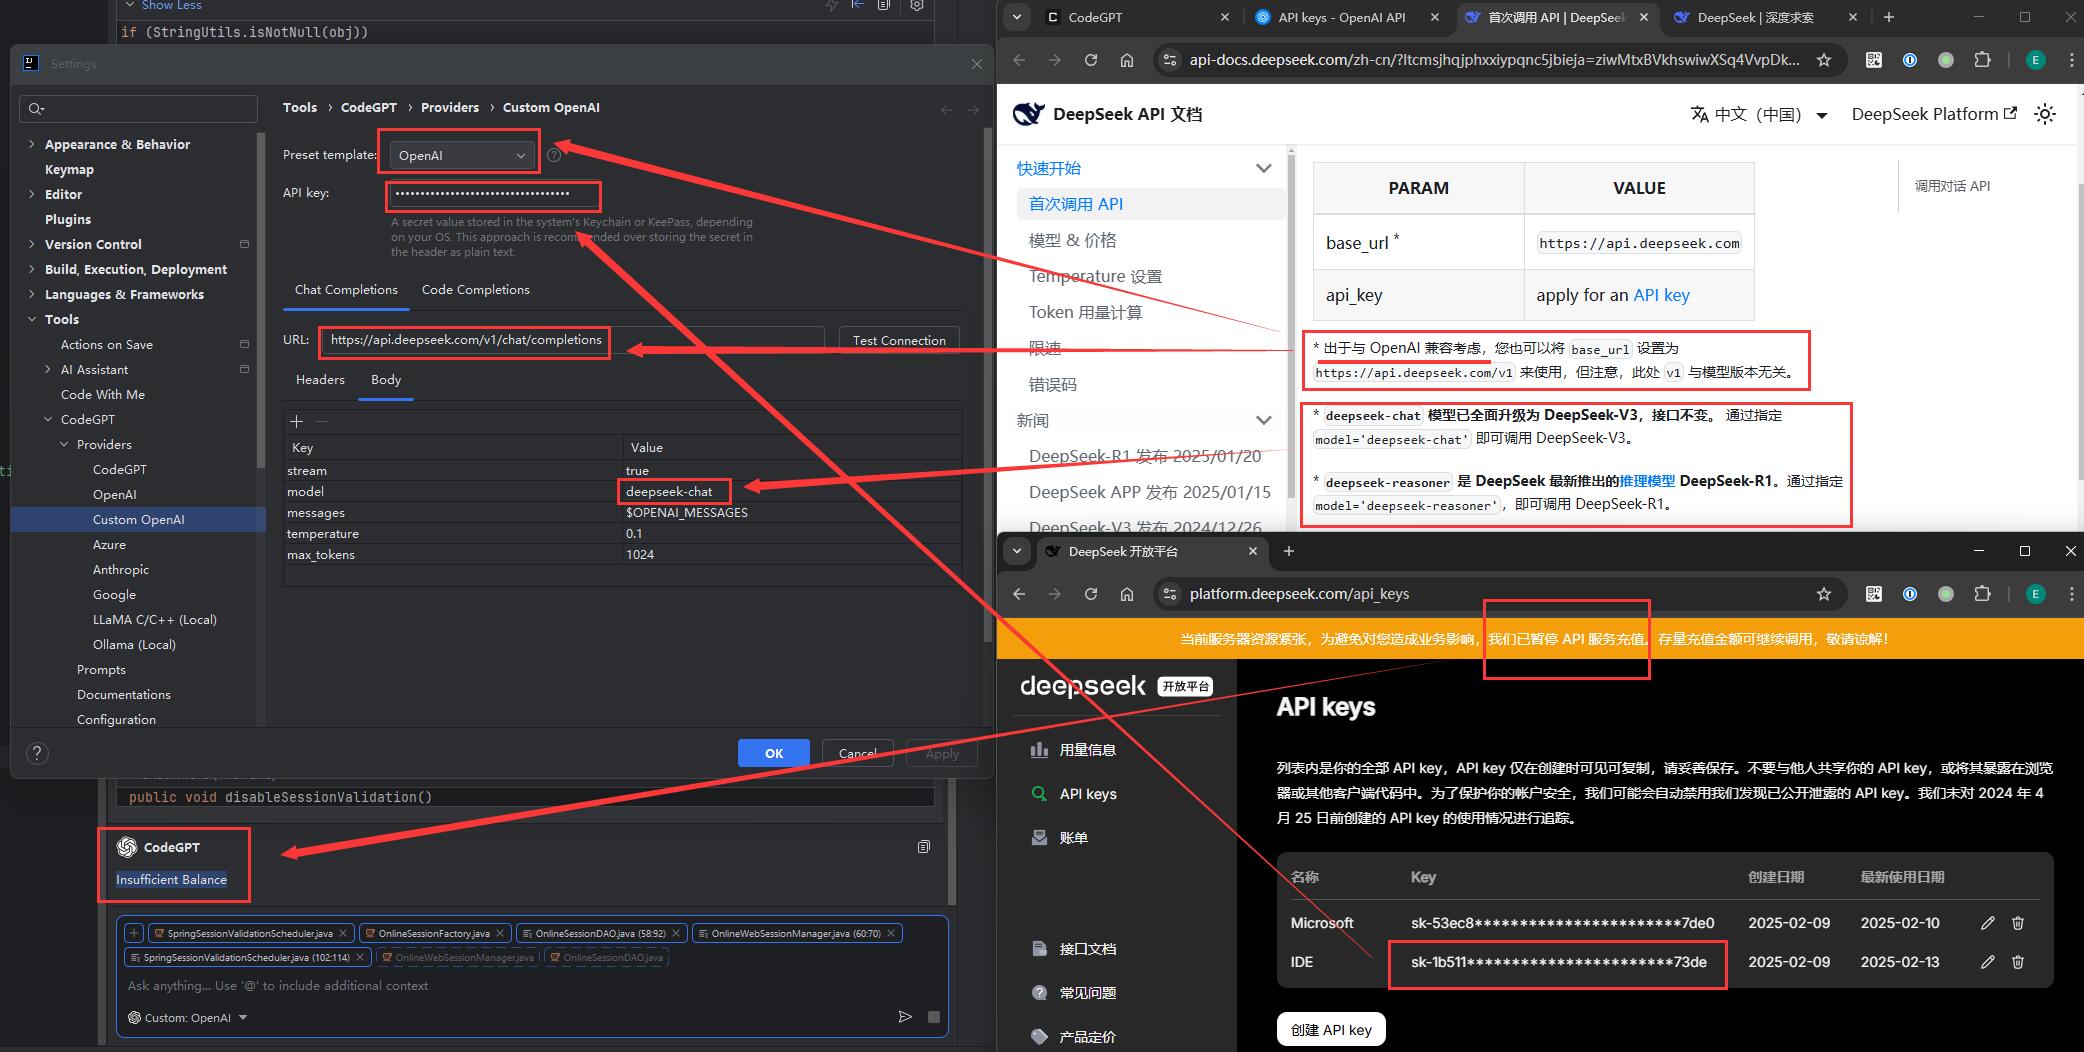 Show Less
if (StringUtils.isNotNull(obj))
Settings
Appearance & Behavior
Keymap
Editor
Plugins
Version Control
Build, Execution, Deployment
Languages & Frameworks
Tools
Actions on Save
AI Assistant
Code With Me
CodeGPT
Providers
CodeGPT
OpenAI
Custom OpenAI
Azure
Anthropic
Google
LLaMA C/C++ (Local)
Ollama (Local)
Prompts
Documentations
Configuration
Tools › CodeGPT › Providers › Custom OpenAI
Preset template: OpenAI
API key: ••••••••••••••••••••••••••••••••••
A secret value stored in the system's Keychain or KeePass, depending
on your OS. This approach is recommended over storing the secret in
the header as plain text.
Chat Completions Code Completions
URL: https://api.deepseek.com/v1/chat/completions Test Connection
Headers Body
Key Value
stream true
model deepseek-chat
messages $OPENAI_MESSAGES
temperature 0.1
max_tokens 1024
OK Cancel Apply
public void disableSessionValidation()
CodeGPT
Insufficient Balance
SpringSessionValidationScheduler.java OnlineSessionFactory.java OnlineSessionDAO.java (58:92) OnlineWebSessionManager.java (60:70)
SpringSessionValidationScheduler.java (102:114) OnlineWebSessionManager.java OnlineSessionDAO.java
Ask anything... Use '@' to include additional context
Custom: OpenAI
CodeGPT API keys - OpenAI API 首次调用 API | DeepSeek DeepSeek | 深度求索
api-docs.deepseek.com/zh-cn/?ltcmsjhqjphxxiypqnc5jbieja=ziwMtxBVkhswiwXSq4VvpDk...
E
DeepSeek API 文档 中文（中国） DeepSeek Platform
快速开始
首次调用 API
模型 & 价格
Temperature 设置
Token 用量计算
限速
错误码
新闻
DeepSeek-R1 发布 2025/01/20
DeepSeek APP 发布 2025/01/15
DeepSeek-V3 发布 2024/12/26
PARAM VALUE
base_url * https://api.deepseek.com
api_key apply for an API key
调用对话 API
* 出于与 OpenAI 兼容考虑，您也可以将 base_url 设置为
https://api.deepseek.com/v1 来使用，但注意，此处 v1 与模型版本无关。
* deepseek-chat 模型已全面升级为 DeepSeek-V3，接口不变。 通过指定
model='deepseek-chat' 即可调用 DeepSeek-V3。
* deepseek-reasoner 是 DeepSeek 最新推出的推理模型 DeepSeek-R1。通过指定
model='deepseek-reasoner'，即可调用 DeepSeek-R1。
DeepSeek 开放平台
platform.deepseek.com/api_keys
E
当前服务器资源紧张，为避免对您造成业务影响，我们已暂停 API 服务充值。存量充值金额可继续调用，敬请谅解！
deepseek 开放平台
用量信息
API keys
账单
接口文档
常见问题
产品定价
API keys
列表内是你的全部 API key，API key 仅在创建时可见可复制，请妥善保存。不要与他人共享你的 API key，或将其暴露在浏览
器或其他客户端代码中。为了保护你的帐户安全，我们可能会自动禁用我们发现已公开泄露的 API key。我们未对 2024 年 4
月 25 日前创建的 API key 的使用情况进行追踪。
名称 Key 创建日期 最新使用日期
Microsoft sk-53ec8***********************7de0 2025-02-09 2025-02-10
IDE sk-1b511***********************73de 2025-02-09 2025-02-13
创建 API key